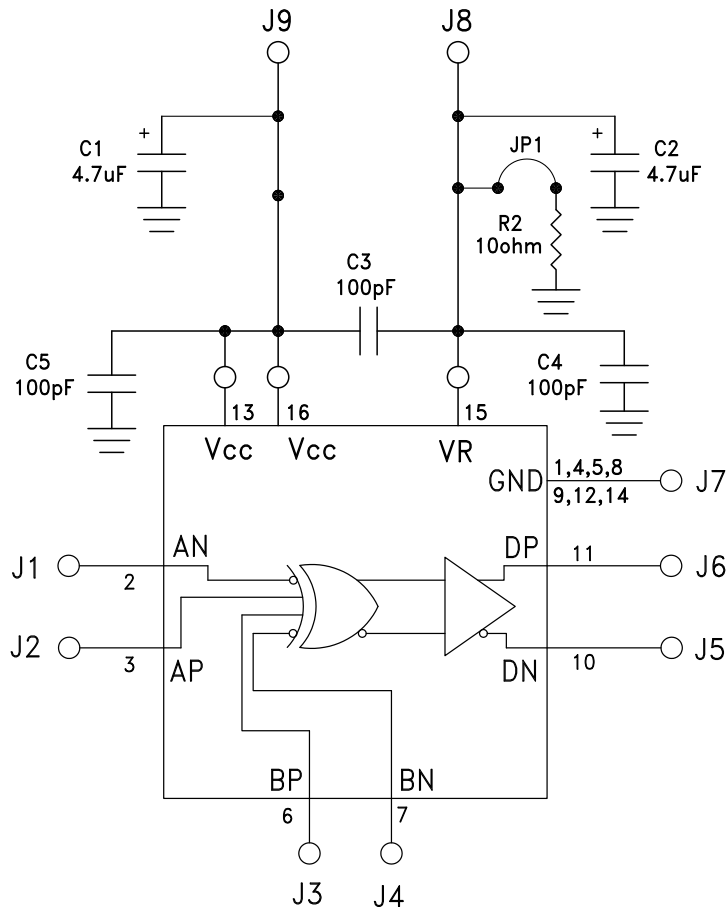 J9
J8
+
C1
4.7uF
+
C2
4.7uF
JP1
R2
10ohm
C3
100pF
C5
100pF
C4
100pF
13
16
15
Vcc
Vcc
VR
GND
1,4,5,8
9,12,14
J7
J1
2
AN
DP
11
J6
J2
3
AP
DN
10
J5
BP
BN
6
7
J3
J4